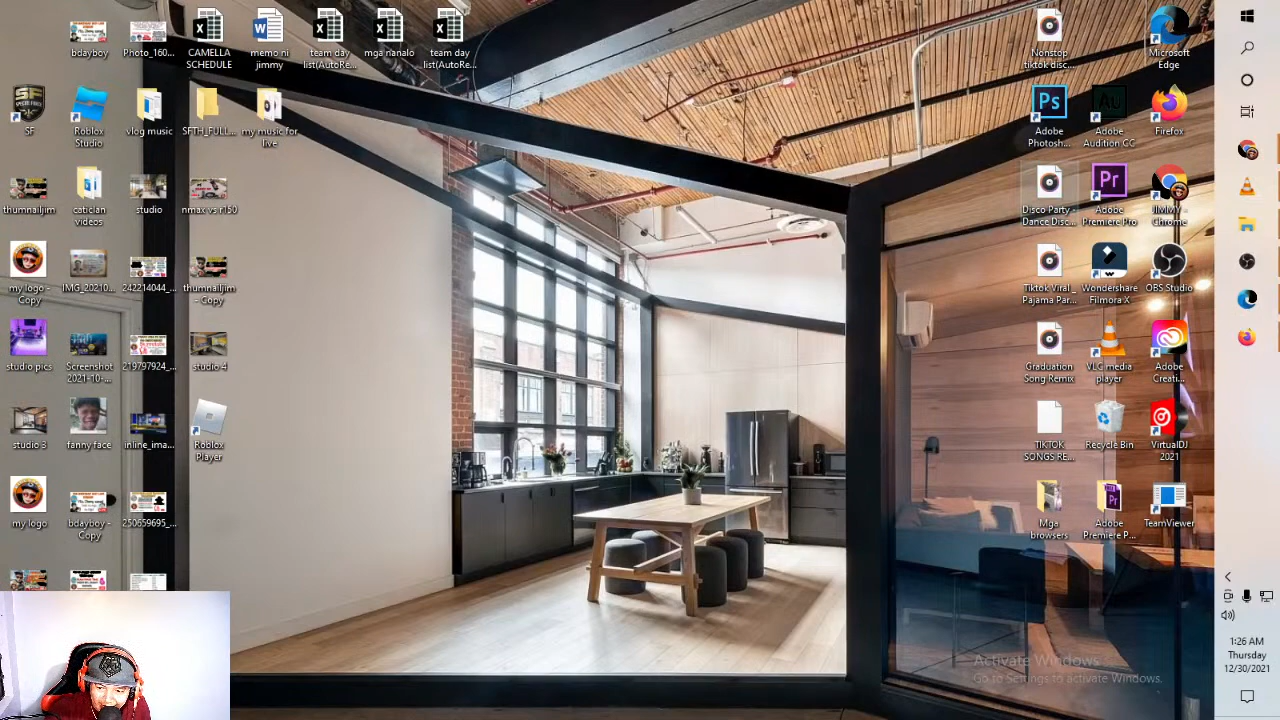 bdayboy
Photo_160...
CAMELLA
SCHEDULE
memo ni
jimmy
team day
list(AutoRe...
mga nanalo
team day
list(AutoRe...
Nonstop
tiktok disc...
Microsoft
Edge
SF
Roblox
Studio
vlog music
SFTH_FULL...
my music for
live
Adobe
Photosh...
Adobe
Audition CC
Firefox
thumnailjim
catician
videos
studio
nmax vs r150
Disco Party -
Dance Disc...
Adobe
Premiere Pro
JIMMY -
Chrome
my logo -
Copy
IMG_20210...
242214044_...
thumnailjim
- Copy
Tiktok Viral _
Pajama Par...
Wondershare
Filmora X
OBS Studio
studio pics
Screenshot
2021-10-...
219797924_...
studio 4
Graduation
Song Remix
VLC media
player
Adobe
Creati...
studio 3
fanny face
inline_ima...
Roblox
Player
TIKTOK
SONGS RE...
Recycle Bin
VirtualDJ
2021
my logo
bdayboy -
Copy
250659695_...
Mga
browsers
Adobe
Premiere P...
TeamViewer
Activate Windows
Go to Settings to activate Windows.
1:26 AM
Thursday
12/30/2021